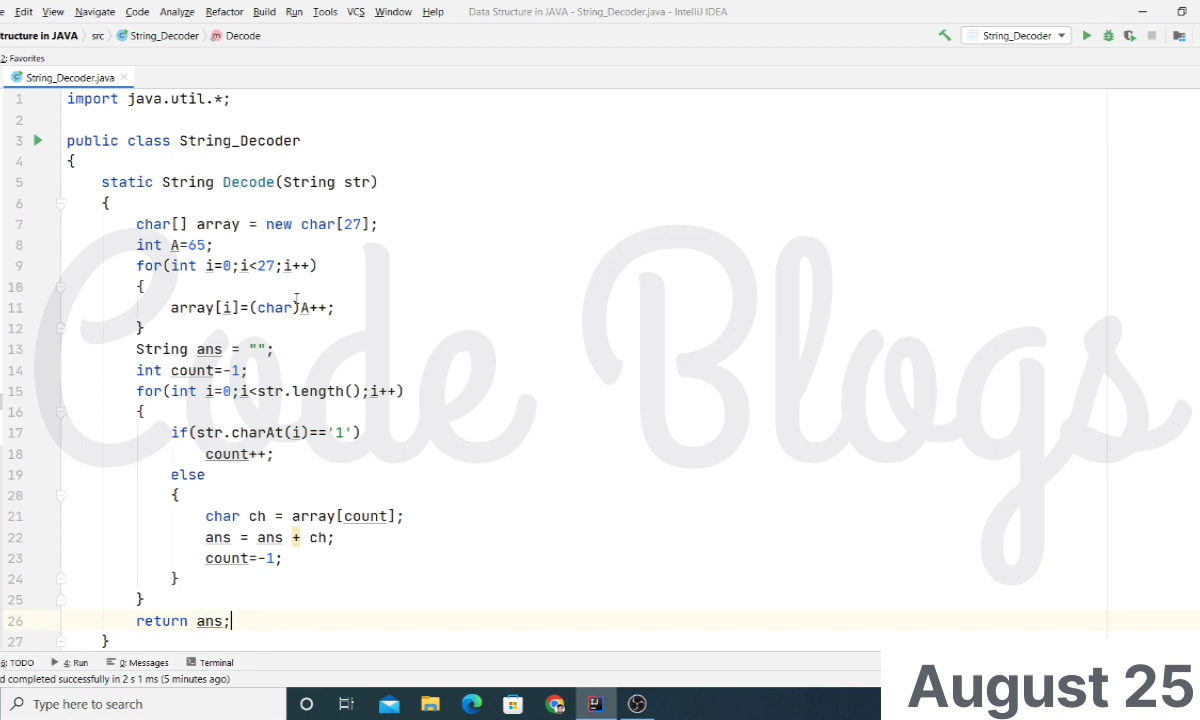 e Edit View Navigate Code Analyze Refactor Build Run Tools VCS Window Help Data Structure in JAVA - String_Decoder.java - IntelliJ IDEA
tructure in JAVA src String_Decoder Decode String_Decoder
2: Favorites
String_Decoder.java
1 import java.util.*;
2
3 public class String_Decoder
4 {
5 static String Decode(String str)
6 {
7 char[] array = new char[27];
8 int A=65;
9 for(int i=0;i<27;i++)
10 {
11 array[i]=(char)A++;
12 }
13 String ans = "";
14 int count=-1;
15 for(int i=0;i<str.length();i++)
16 {
17 if(str.charAt(i)=='1')
18 count++;
19 else
20 {
21 char ch = array[count];
22 ans = ans + ch;
23 count=-1;
24 }
25 }
26 return ans;
27 }
Code Blogs
6: TODO 4: Run 0: Messages Terminal
d completed successfully in 2 s 1 ms (5 minutes ago)
Type here to search
August 25